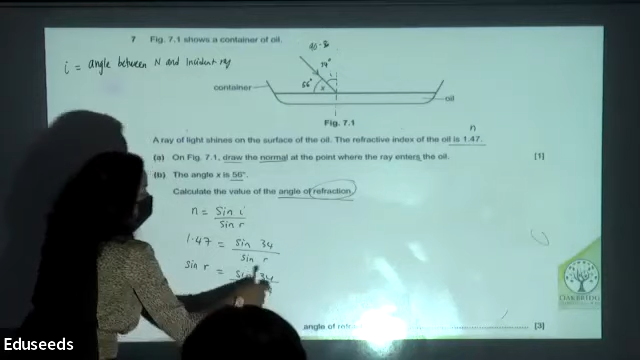 7 Fig. 7.1 shows a container of oil.
i = angle between N and incident ray
34°
56°
x
i
container
oil
Fig. 7.1
n
A ray of light shines on the surface of the oil. The refractive index of the oil is 1.47.
(a) On Fig. 7.1, draw the normal at the point where the ray enters the oil. [1]
(b) The angle x is 56°.
Calculate the value of the angle of refraction.
n = sin i
sin r
1.47 = sin 34
sin r
sin r = sin 34
angle of refr [3]
OAKBRIDGE
Eduseeds